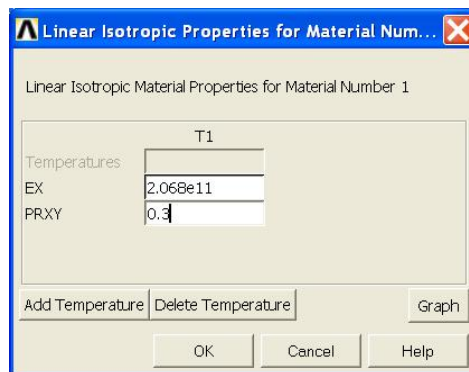 Linear Isotropic Properties for Material Num...
Linear Isotropic Material Properties for Material Number 1
T1
Temperatures
EX 2.068e11
PRXY 0.3
Add Temperature Delete Temperature Graph
OK Cancel Help